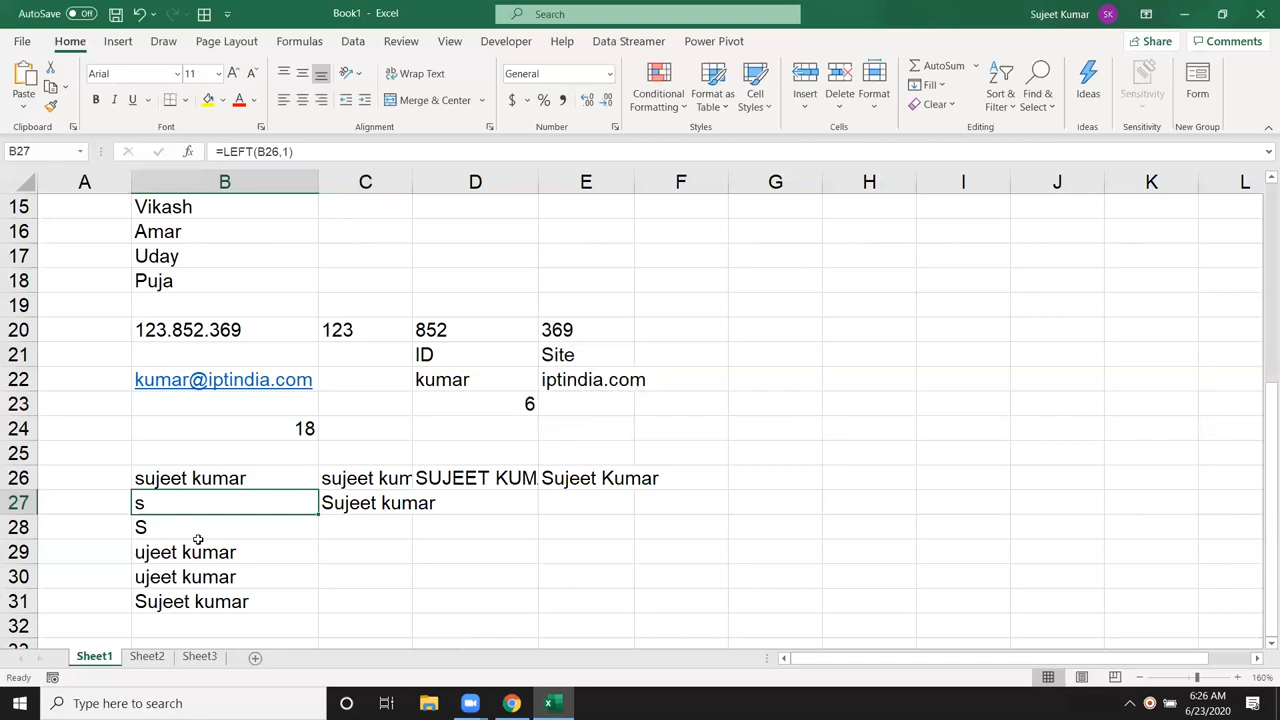 AutoSave Off Book1 - Excel Search Sujeet Kumar SK
File Home Insert Draw Page Layout Formulas Data Review View Developer Help Data Streamer Power Pivot Share Comments
Paste Arial 11 Wrap Text General AutoSum
B I U Merge & Center $ % Conditional Formatting Format as Table Cell Styles Insert Delete Format Fill Clear Sort & Filter Find & Select Ideas Sensitivity Form
Clipboard Font Alignment Number Styles Cells Editing Ideas Sensitivity New Group
B27 fx =LEFT(B26,1)
A B C D E F G H I J K L
15 Vikash
16 Amar
17 Uday
18 Puja
19
20 123.852.369 123 852 369
21 ID Site
22 kumar@iptindia.com kumar iptindia.com
23 6
24 18
25
26 sujeet kumar sujeet kum SUJEET KUM Sujeet Kumar
27 s Sujeet kumar
28 S
29 ujeet kumar
30 ujeet kumar
31 Sujeet kumar
32
Sheet1 Sheet2 Sheet3
Ready 160%
Type here to search 6:26 AM
6/23/2020